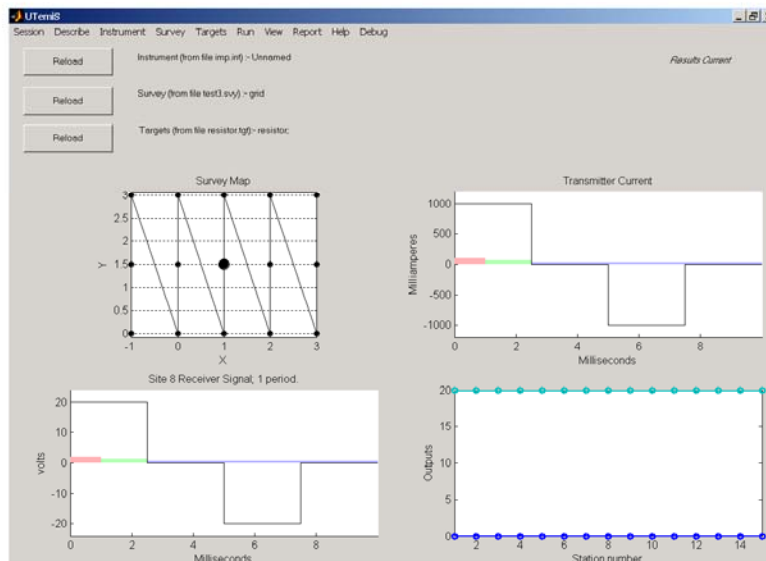 UTemiS
Session Describe Instrument Survey Targets Run View Report Help Debug
Reload
Instrument (from file imp.int) :- Unnamed
Results Current
Reload
Survey (from file test3.svy) :- grid
Reload
Targets (from file resistor.tgf):- resistor;
Survey Map
3
2.5
2
1.5
1
0.5
0
Y
-1 0 1 2 3
X
Transmitter Current
1000
500
0
-500
-1000
Milliamperes
0 2 4 6 8
Milliseconds
Site 8 Receiver Signal; 1 period.
20
10
0
-10
-20
volts
0 2 4 6 8
Milliseconds
20
15
10
5
0
Outputs
2 4 6 8 10 12 14
Station number